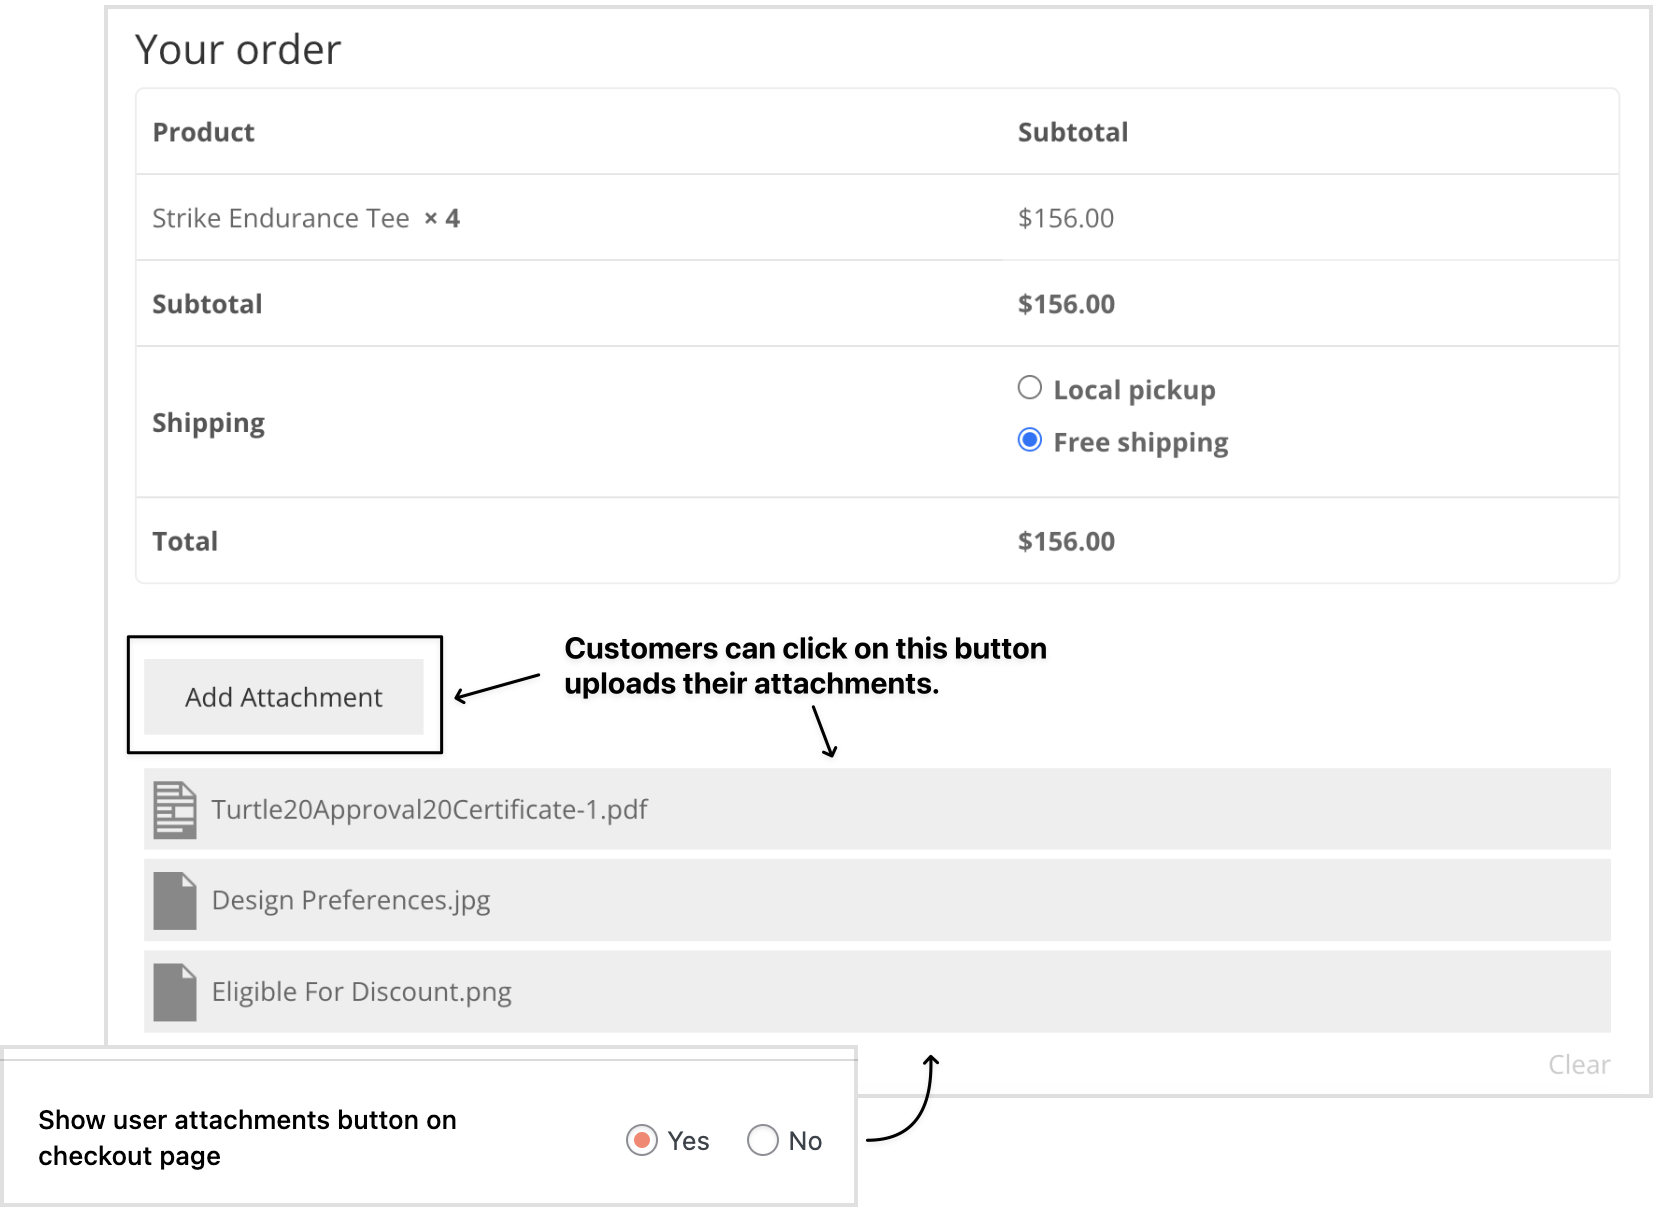 Your order
Product Subtotal
Strike Endurance Tee × 4 $156.00
Subtotal $156.00
Local pickup
Shipping
Free shipping
Total $156.00
Customers can click on this button
uploads their attachments.
Add Attachment
Turtle20Approval20Certificate-1.pdf
Design Preferences.jpg
Eligible For Discount.png
Clear
Show user attachments button on
checkout page
Yes No